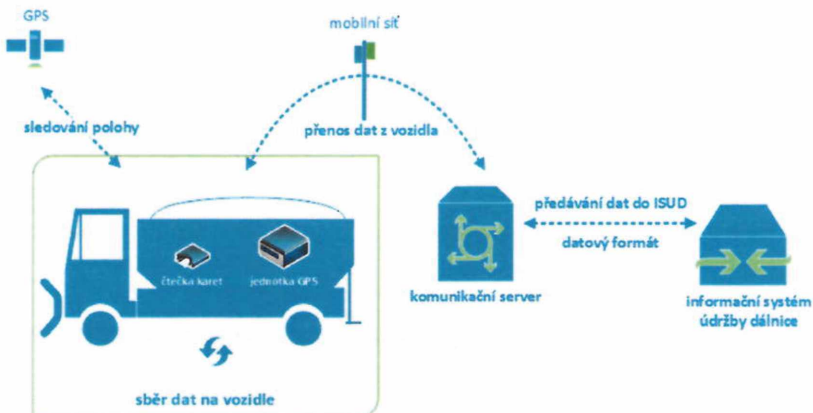 GPS
mobilní síť
sledování polohy
přenos dat z vozidla
předávání dat do ISUD
datový formát
čtečka karet
jednotka GPS
komunikační server
informační systém
údržby dálnice
sběr dat na vozidle